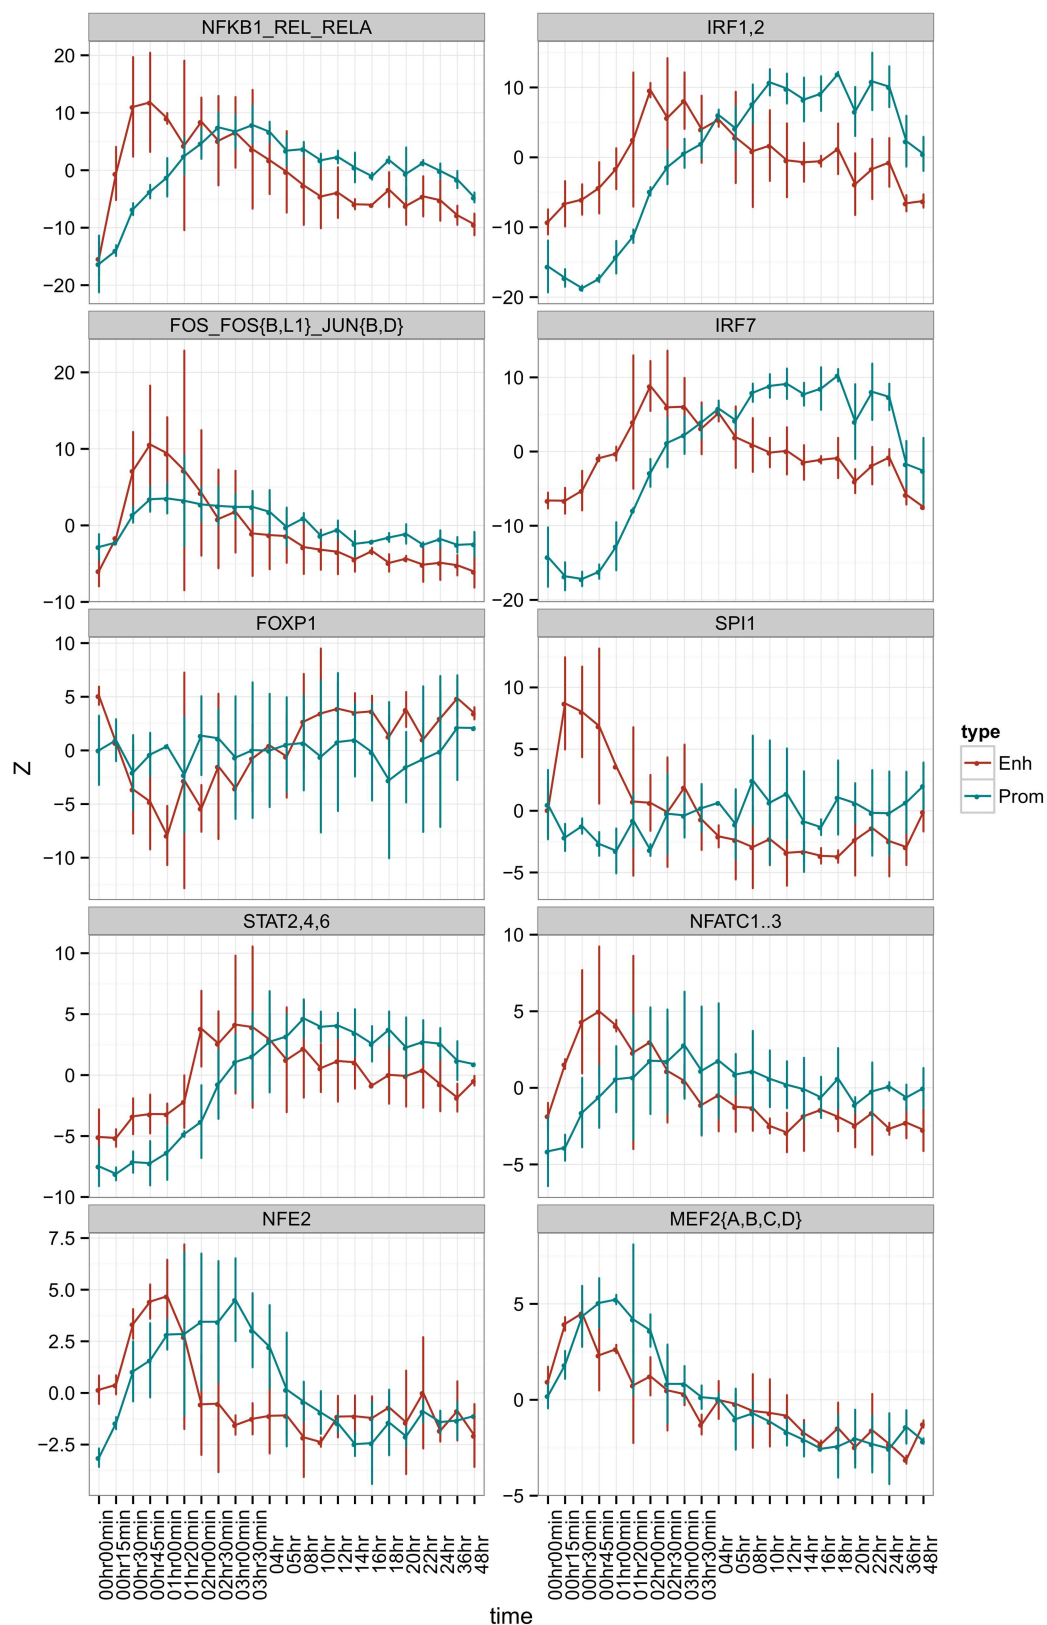 NFKB1_REL_RELA
IRF1,2
20
10
0
−10
−20
10
0
−10
−20
FOS_FOS{B,L1}_JUN{B,D}
IRF7
20
10
0
−10
10
0
−10
−20
FOXP1
SPI1
10
5
0
−5
−10
10
5
0
−5
STAT2,4,6
NFATC1..3
10
5
0
−5
−10
10
5
0
−5
NFE2
MEF2{A,B,C,D}
7.5
5.0
2.5
0.0
−2.5
5
0
−5
Z
type
Enh
Prom
00hr00min
00hr15min
00hr30min
00hr45min
01hr00min
01hr20min
02hr00min
02hr30min
03hr00min
03hr30min
04hr
05hr
08hr
10hr
12hr
14hr
16hr
18hr
20hr
22hr
24hr
36hr
48hr
00hr00min
00hr15min
00hr30min
00hr45min
01hr00min
01hr20min
02hr00min
02hr30min
03hr00min
03hr30min
04hr
05hr
08hr
10hr
12hr
14hr
16hr
18hr
20hr
22hr
24hr
36hr
48hr
time